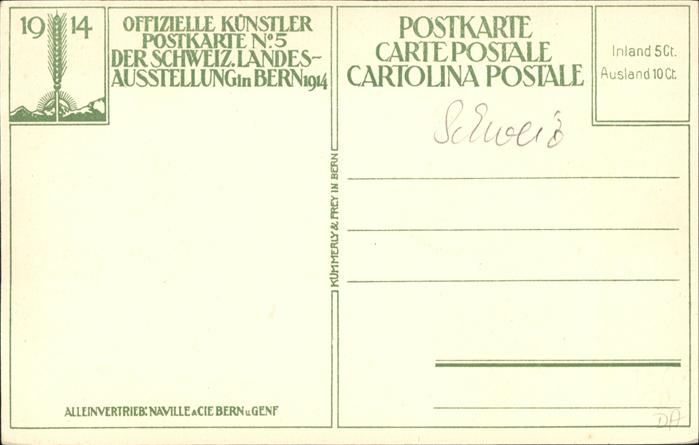 1914
OFFIZIELLE KÜNSTLER
POSTKARTE Nº. 5
DER SCHWEIZ. LANDES-
AUSSTELLUNG in BERN 1914
POSTKARTE
CARTE POSTALE
CARTOLINA POSTALE
Inland 5 Ct.
Ausland 10 Ct.
Schweiz
KÜMMERLY & FREY IN BERN
ALLEINVERTRIEB: NAVILLE & CIE BERN u. GENF
DA